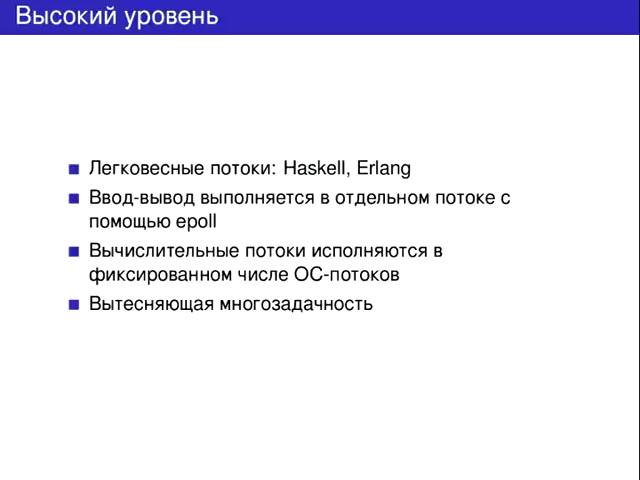 Высокий уровень
Легковесные потоки: Haskell, Erlang
Ввод-вывод выполняется в отдельном потоке с
помощью epoll
Вычислительные потоки исполняются в
фиксированном числе ОС-потоков
Вытесняющая многозадачность